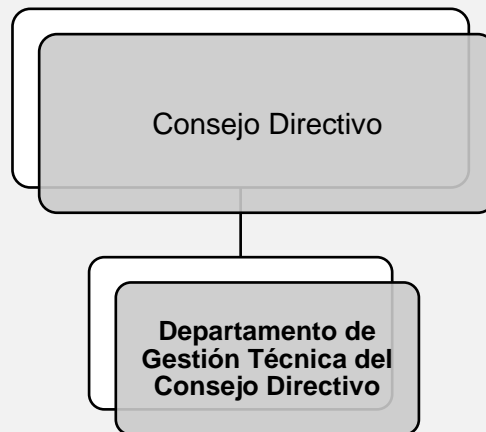 Consejo Directivo
Departamento de
Gestión Técnica del
Consejo Directivo